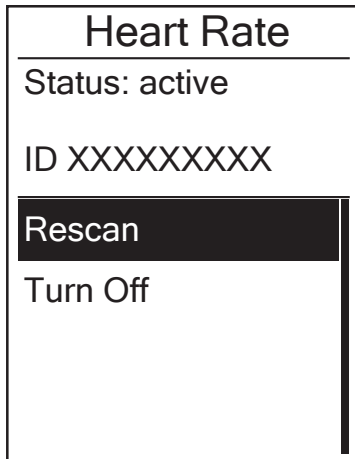 Heart Rate
Status: active
ID XXXXXXXXX
Rescan
Turn Off